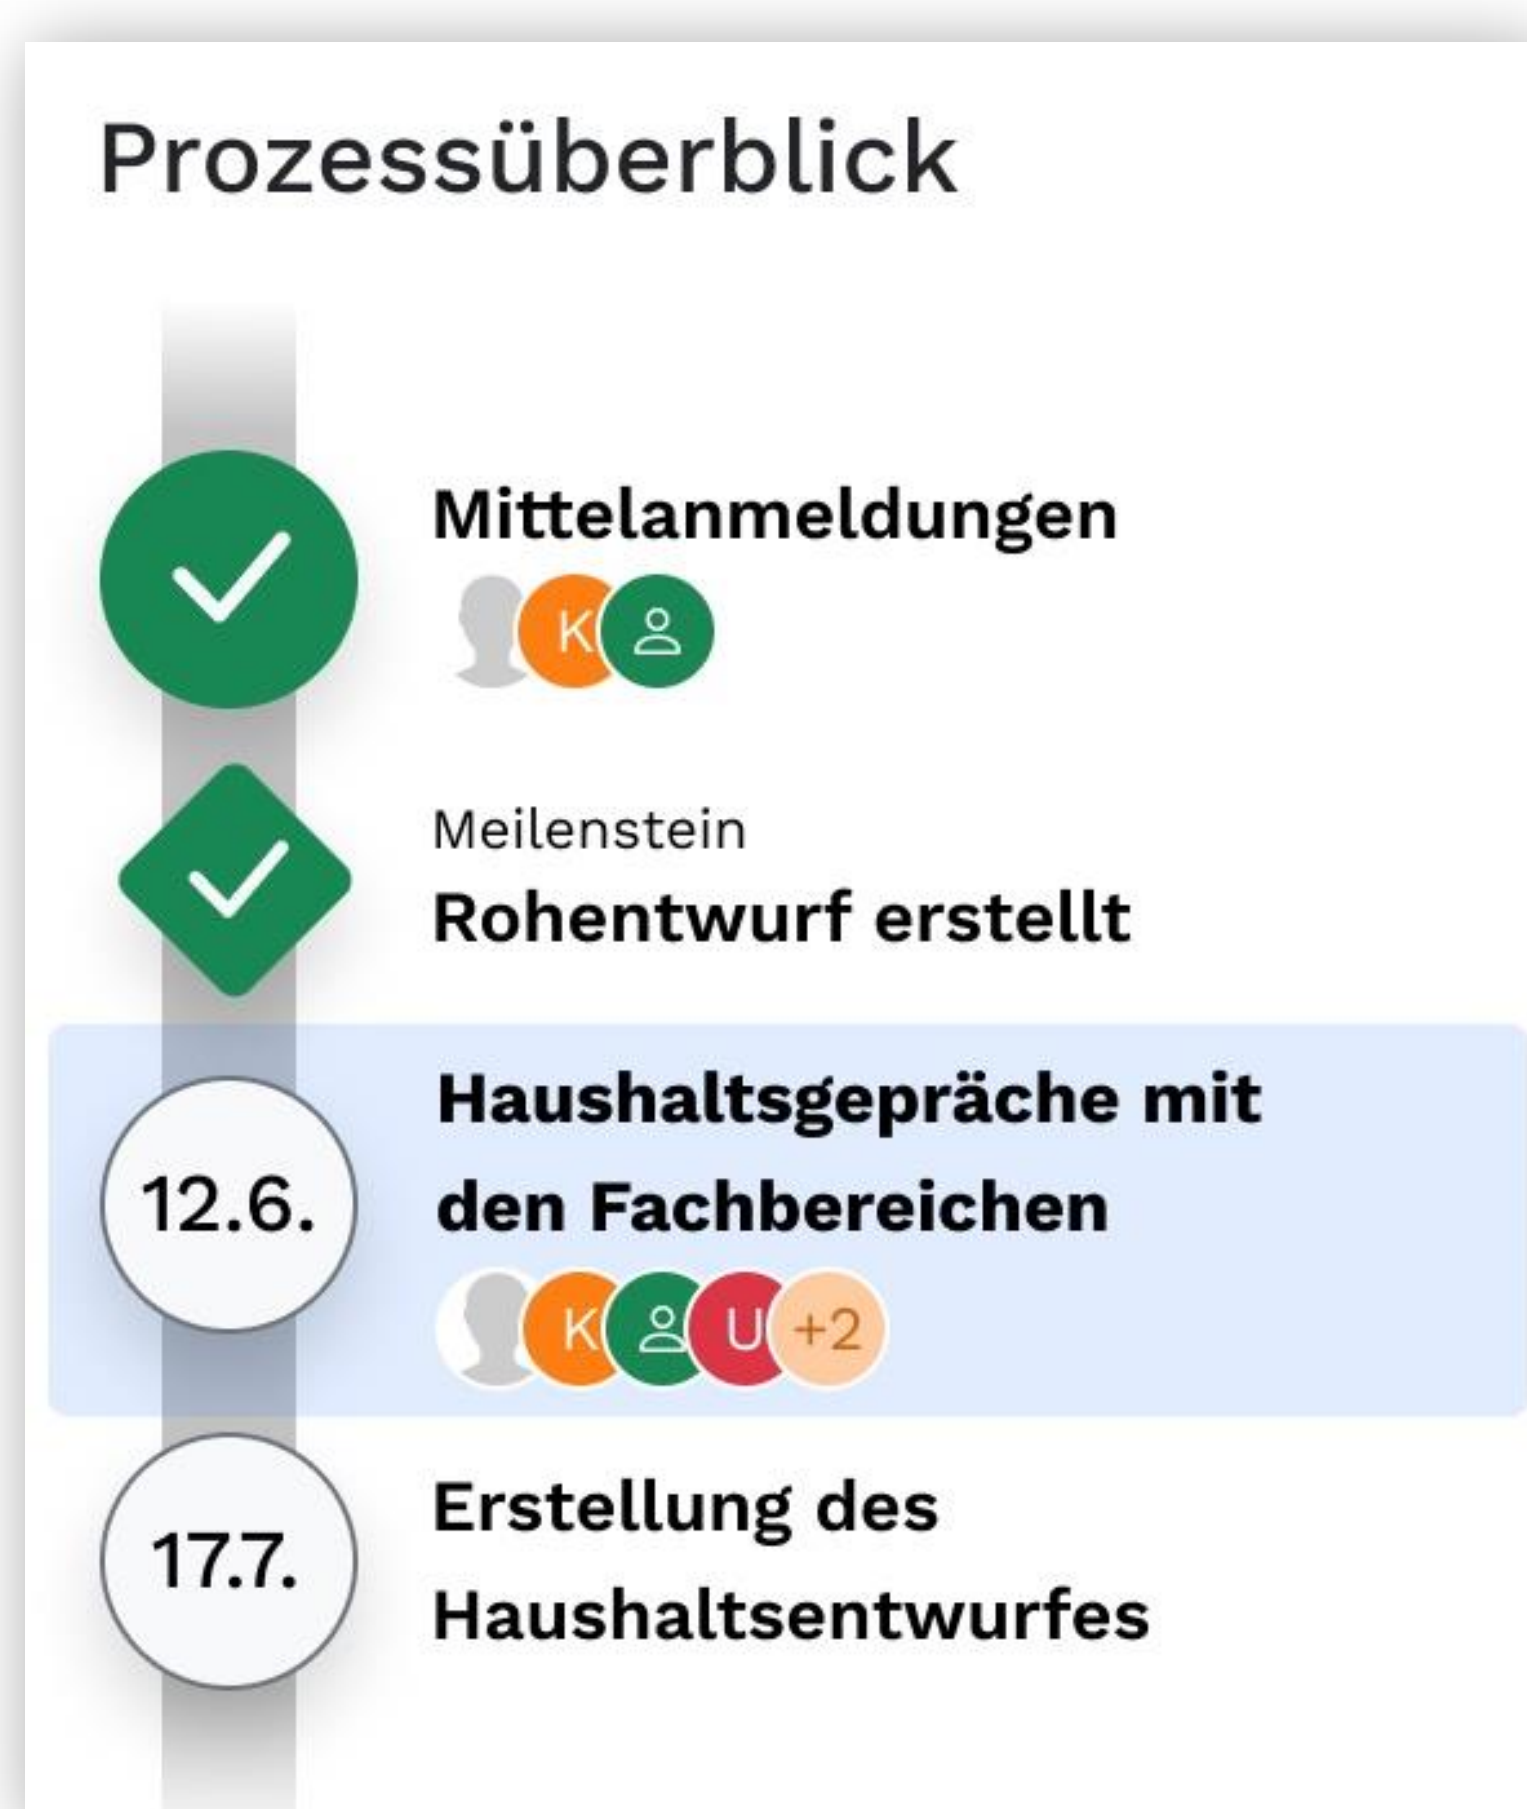 Prozessüberblick
Mittelanmeldungen
K
Meilenstein
Rohentwurf erstellt
12.6.
Haushaltsgepräche mit
den Fachbereichen
K U +2
17.7.
Erstellung des
Haushaltsentwurfes